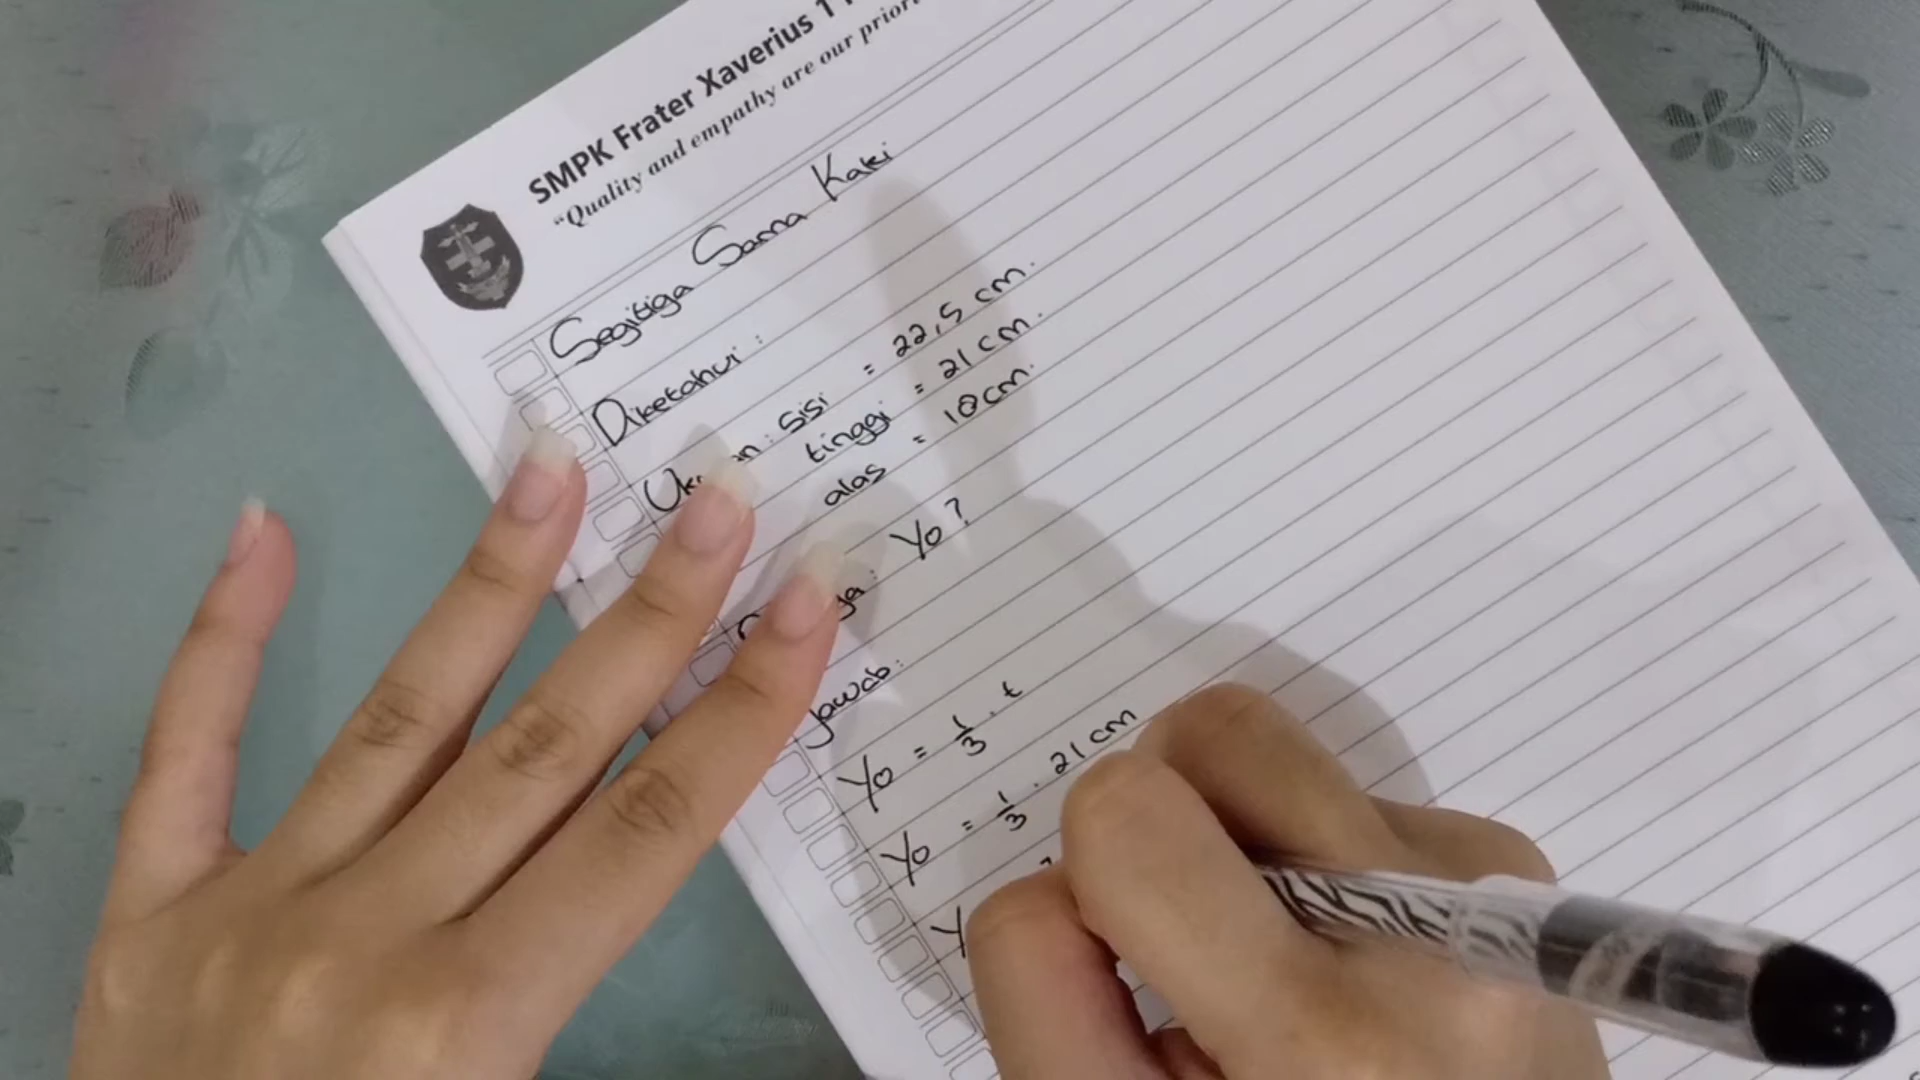 SMPK Frater Xaverius 1
"Quality and empathy are our
Segitiga Sama Kaki
Diketahui :
sisi = 22,5 cm.
tinggi = 21 cm.
alas = 18 cm.
Yo ?
Jawab :
Yo = 1/3 . t
Yo = 1/3 . 21 cm
Y